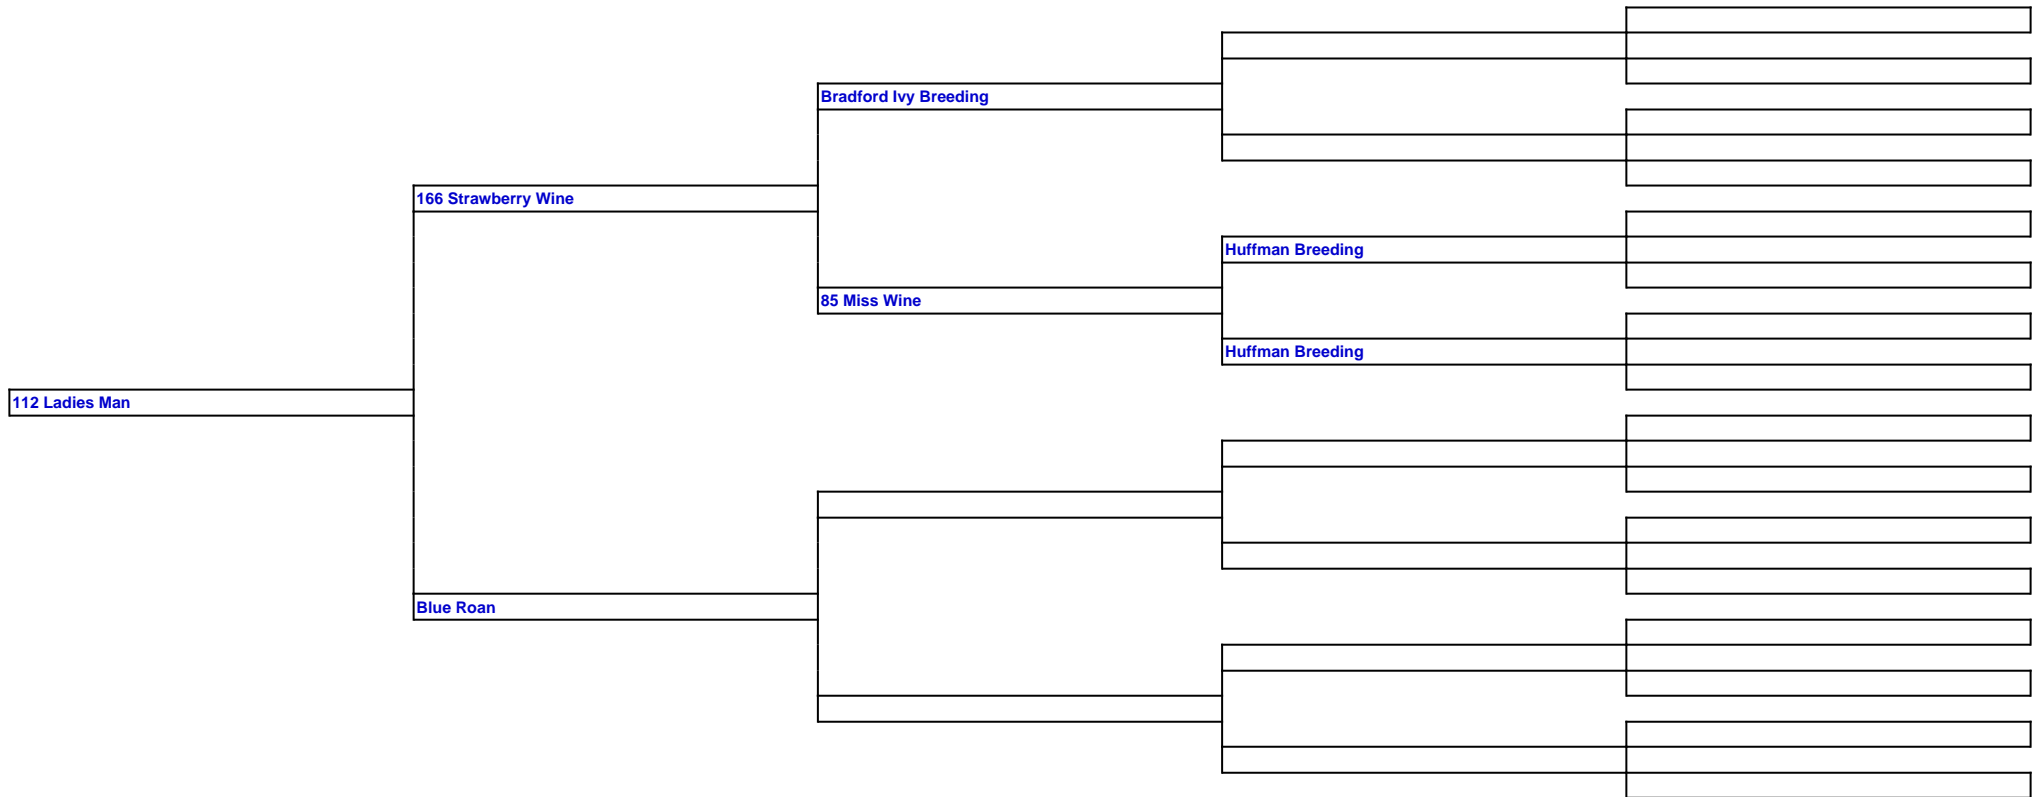 Bradford Ivy Breeding
166 Strawberry Wine
Huffman Breeding
85 Miss Wine
Huffman Breeding
112 Ladies Man
Blue Roan